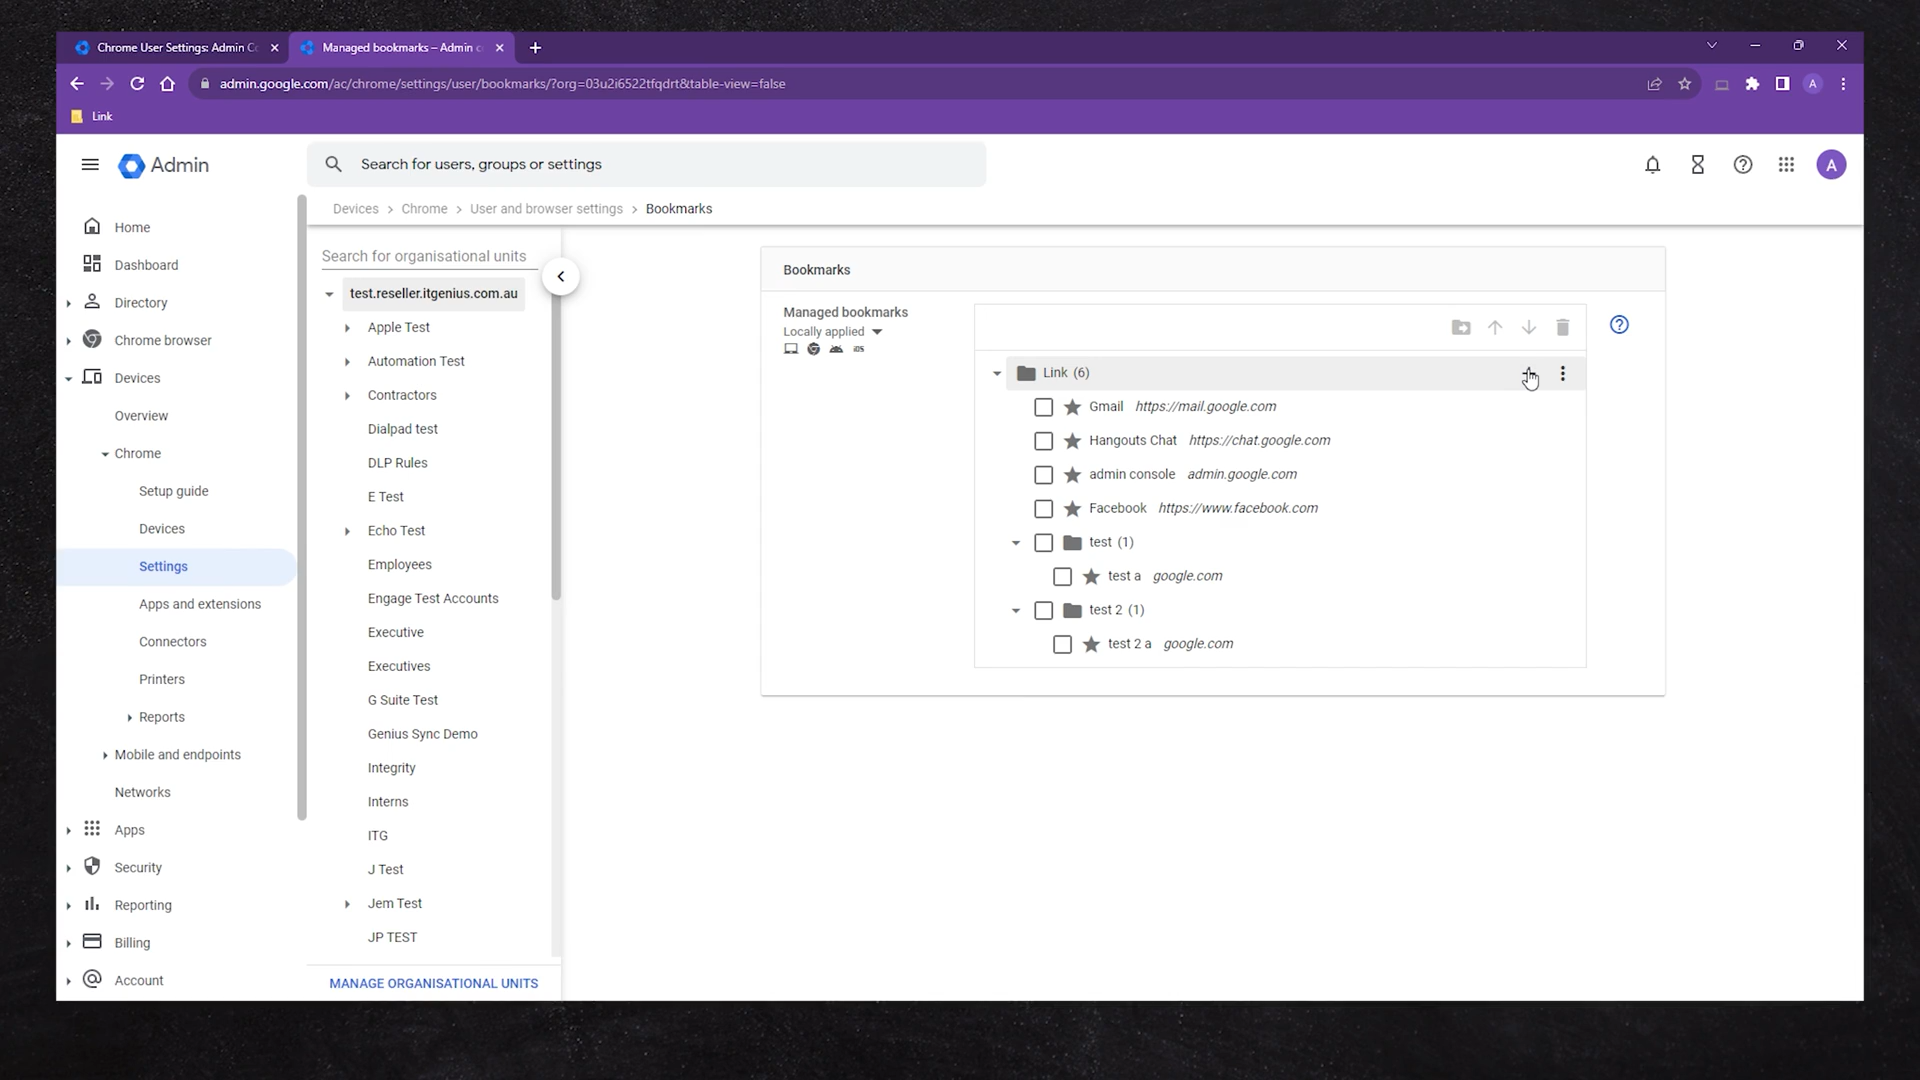 Chrome User Settings: Admin C
Managed bookmarks – Admin c
admin.google.com/ac/chrome/settings/user/bookmarks/?org=03u2i6522tfqdrt&table-view=false
A
Link
Admin
Search for users, groups or settings
A
Devices > Chrome > User and browser settings > Bookmarks
Home
Dashboard
Directory
Chrome browser
Devices
Overview
Chrome
Setup guide
Devices
Settings
Apps and extensions
Connectors
Printers
Reports
Mobile and endpoints
Networks
Apps
Security
Reporting
Billing
Account
Search for organisational units
test.reseller.itgenius.com.au
Apple Test
Automation Test
Contractors
Dialpad test
DLP Rules
E Test
Echo Test
Employees
Engage Test Accounts
Executive
Executives
G Suite Test
Genius Sync Demo
Integrity
Interns
ITG
J Test
Jem Test
JP TEST
MANAGE ORGANISATIONAL UNITS
Bookmarks
Managed bookmarks
Locally applied
iOS
Link (6)
Gmail https://mail.google.com
Hangouts Chat https://chat.google.com
admin console admin.google.com
Facebook https://www.facebook.com
test (1)
test a google.com
test 2 (1)
test 2 a google.com